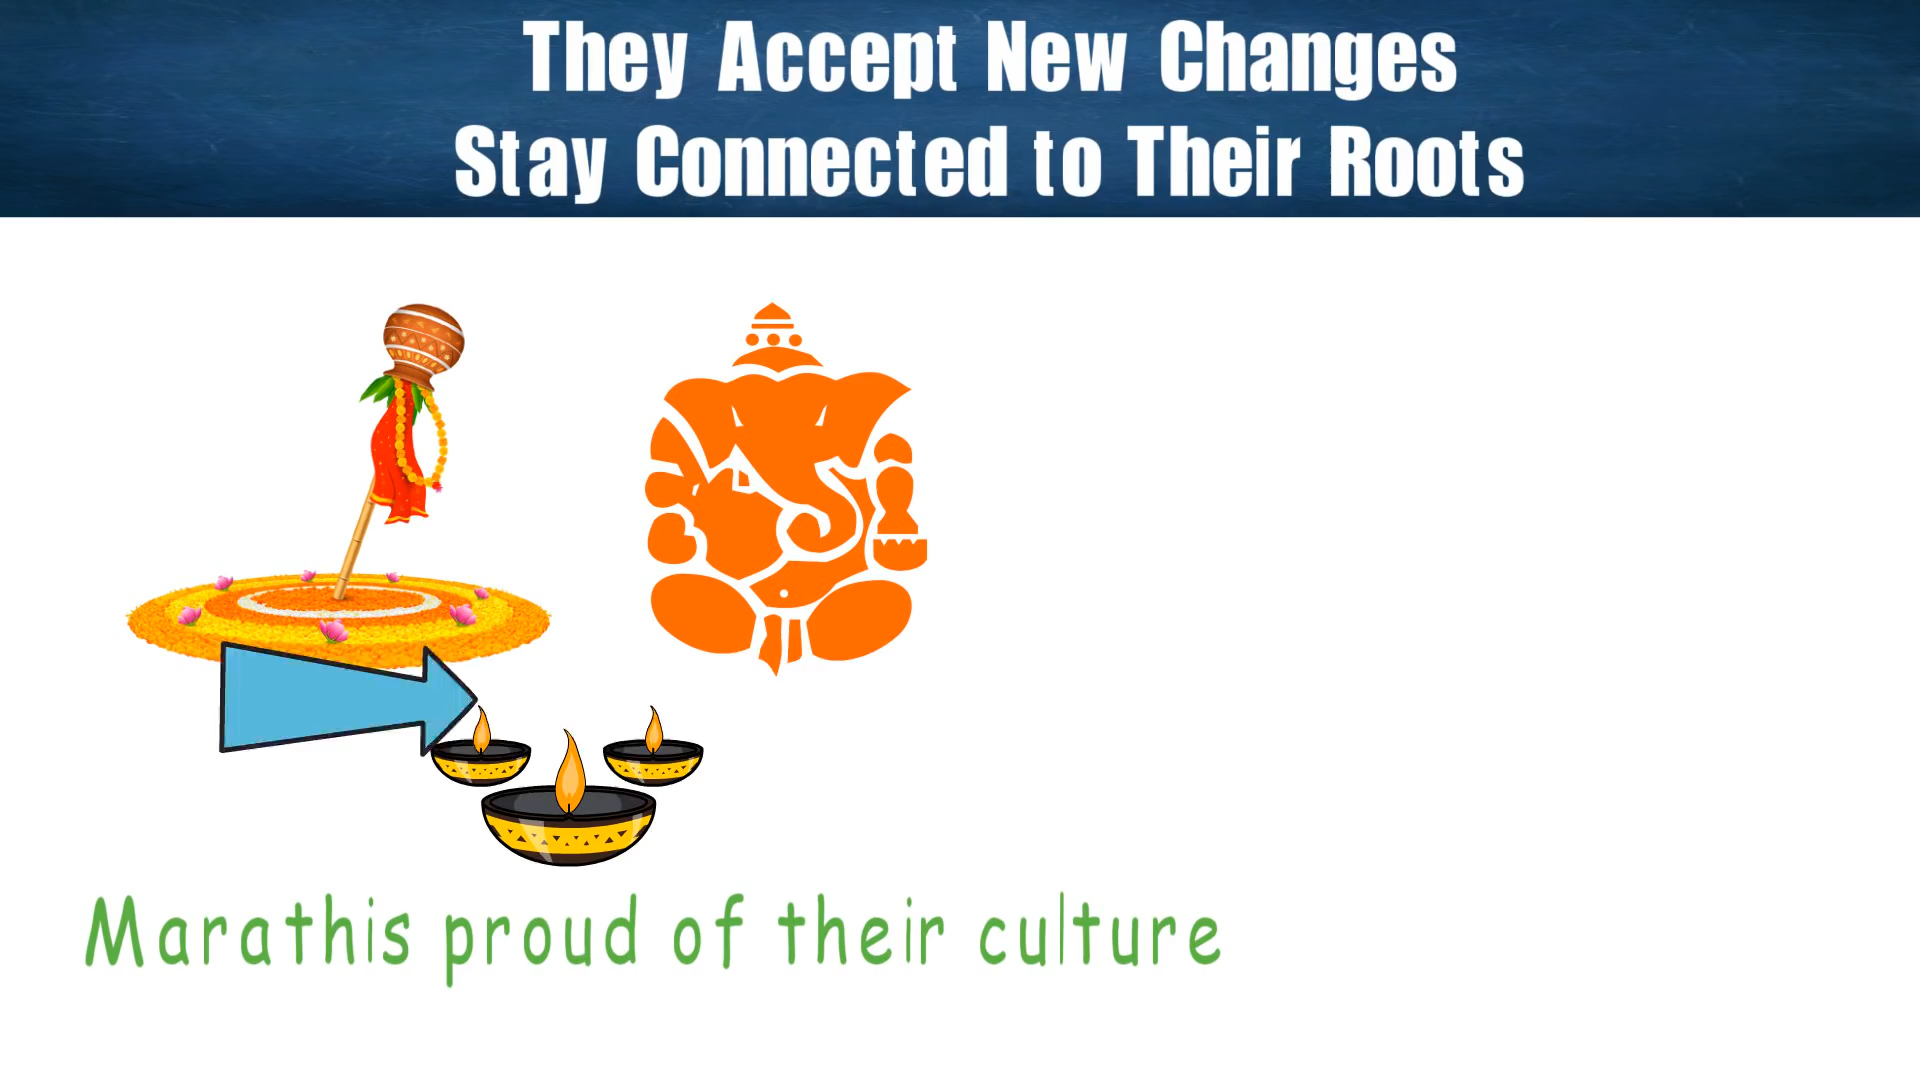 They Accept New Changes
Stay Connected to Their Roots
Marathis proud of their culture